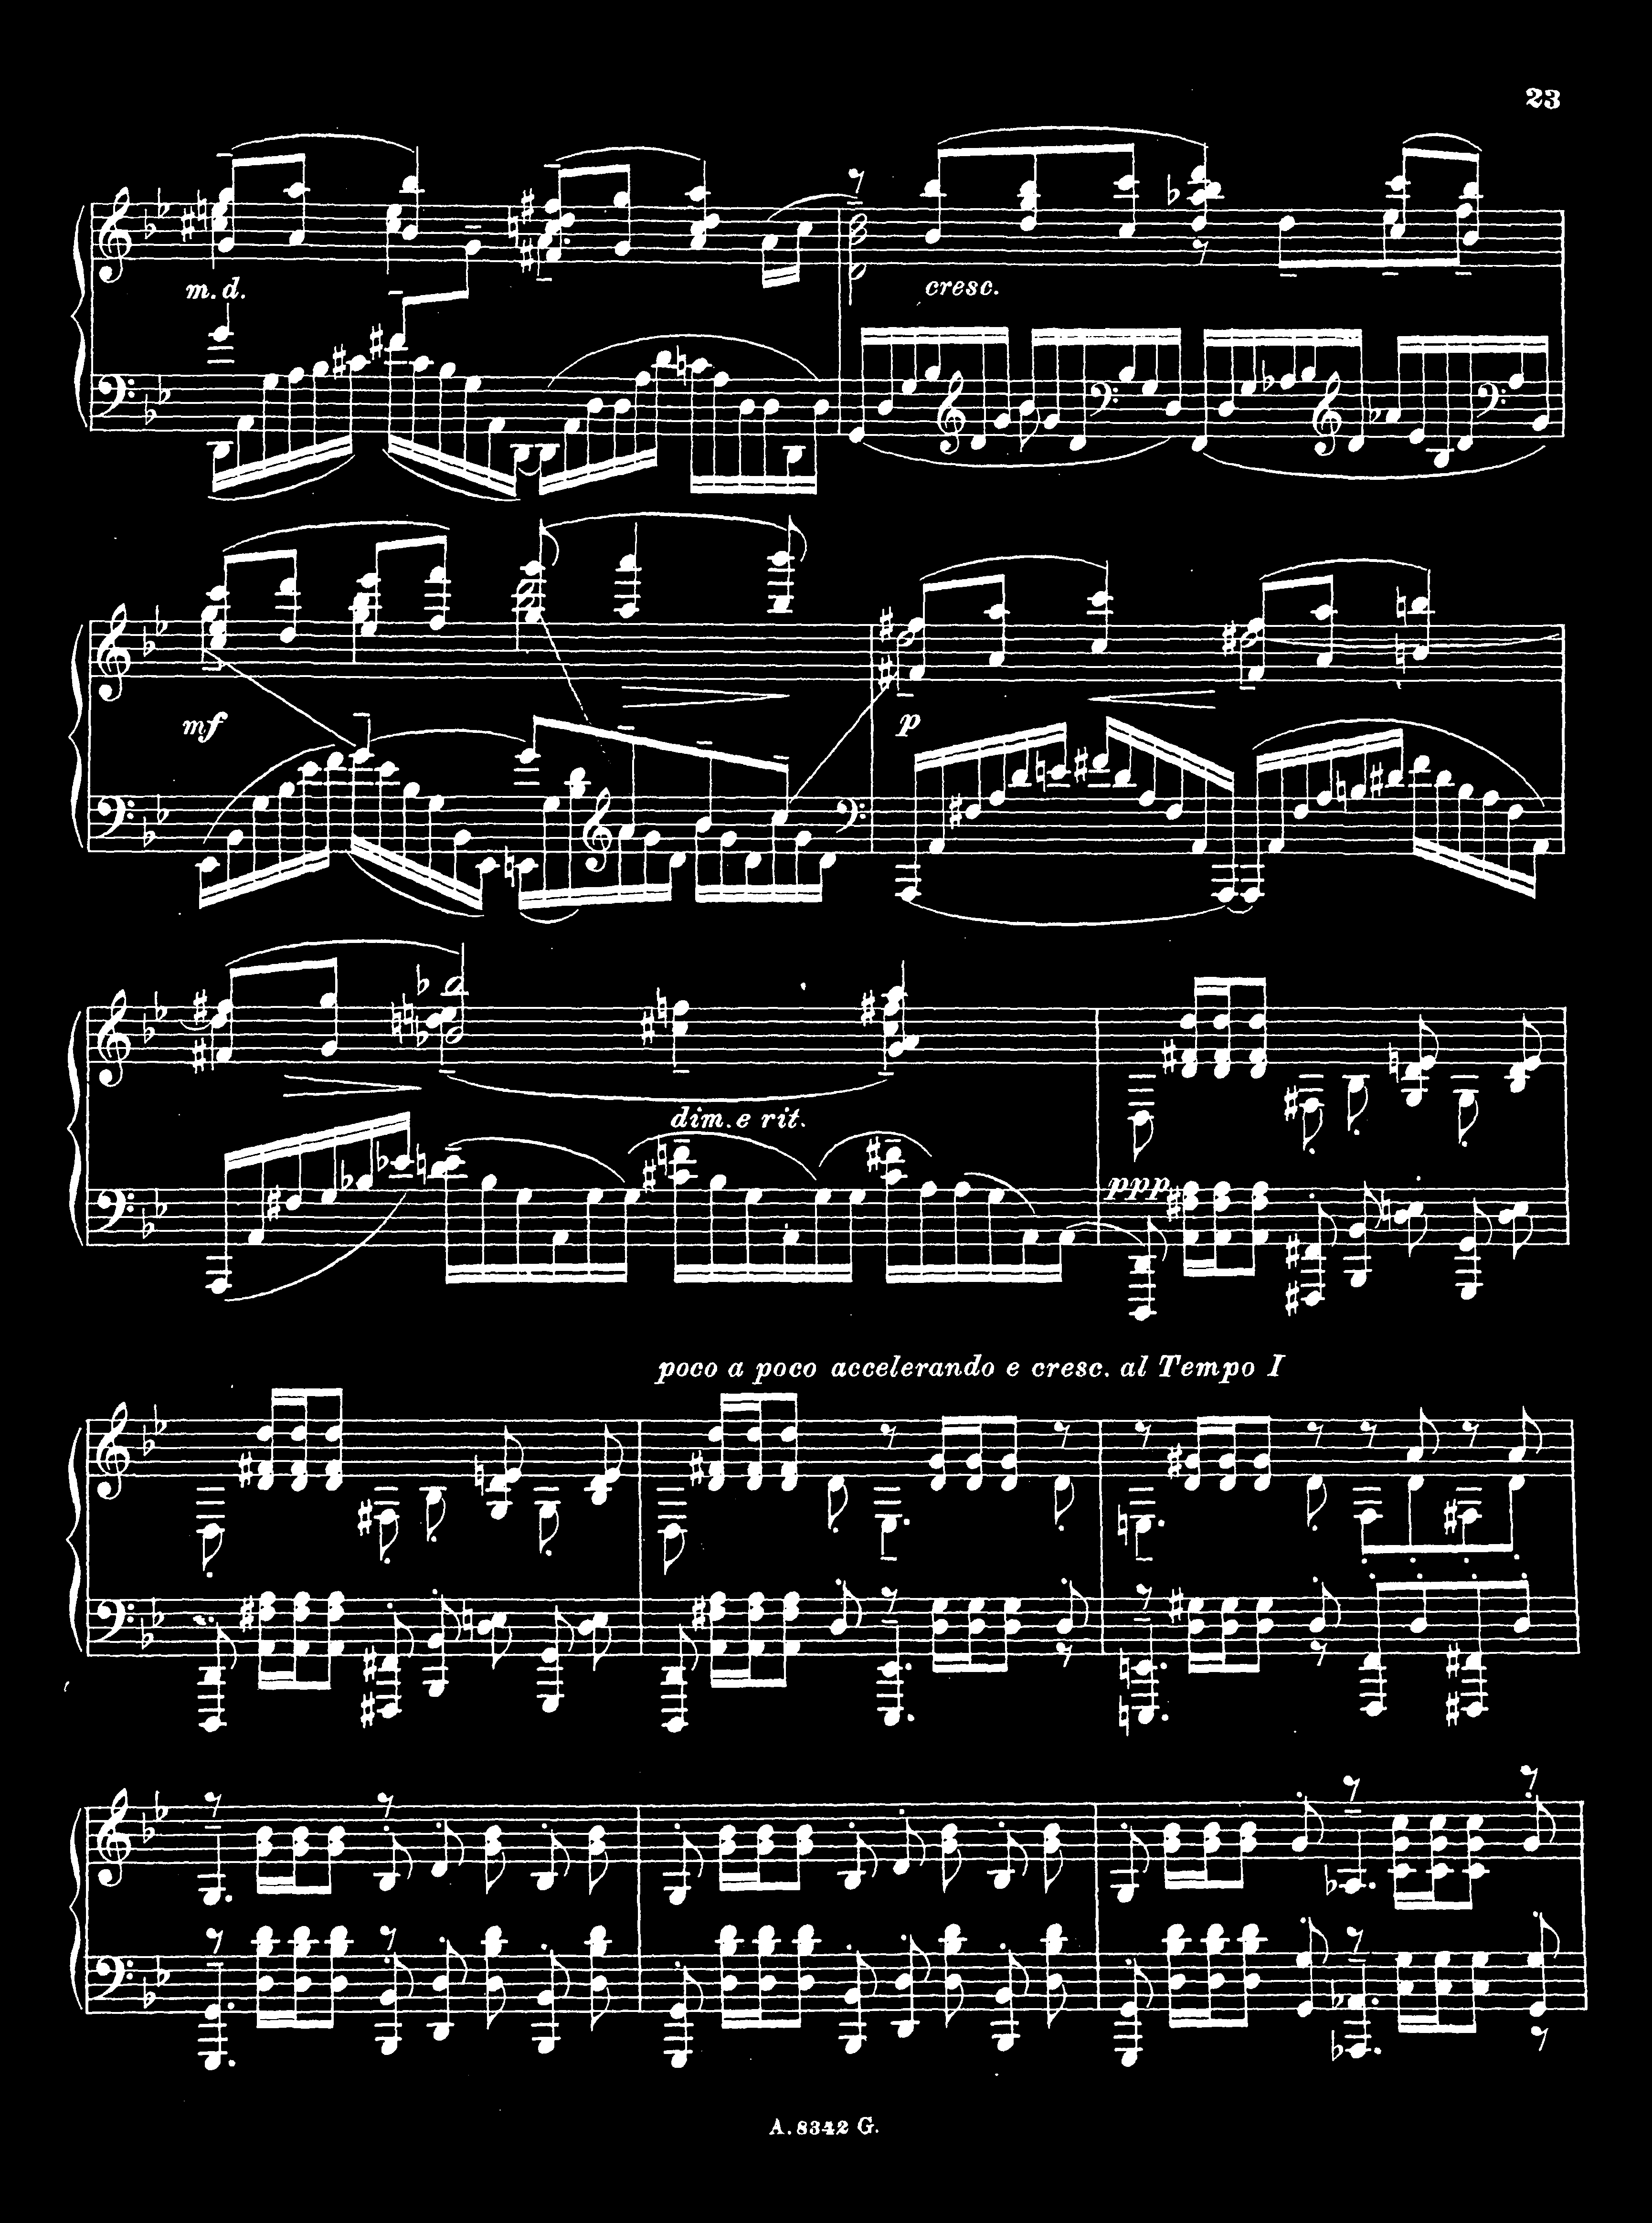 23
m. d.
cresc.
mf
p
dim. e rit.
ppp
poco a poco accelerando e cresc. al Tempo I
A. 8342 G.